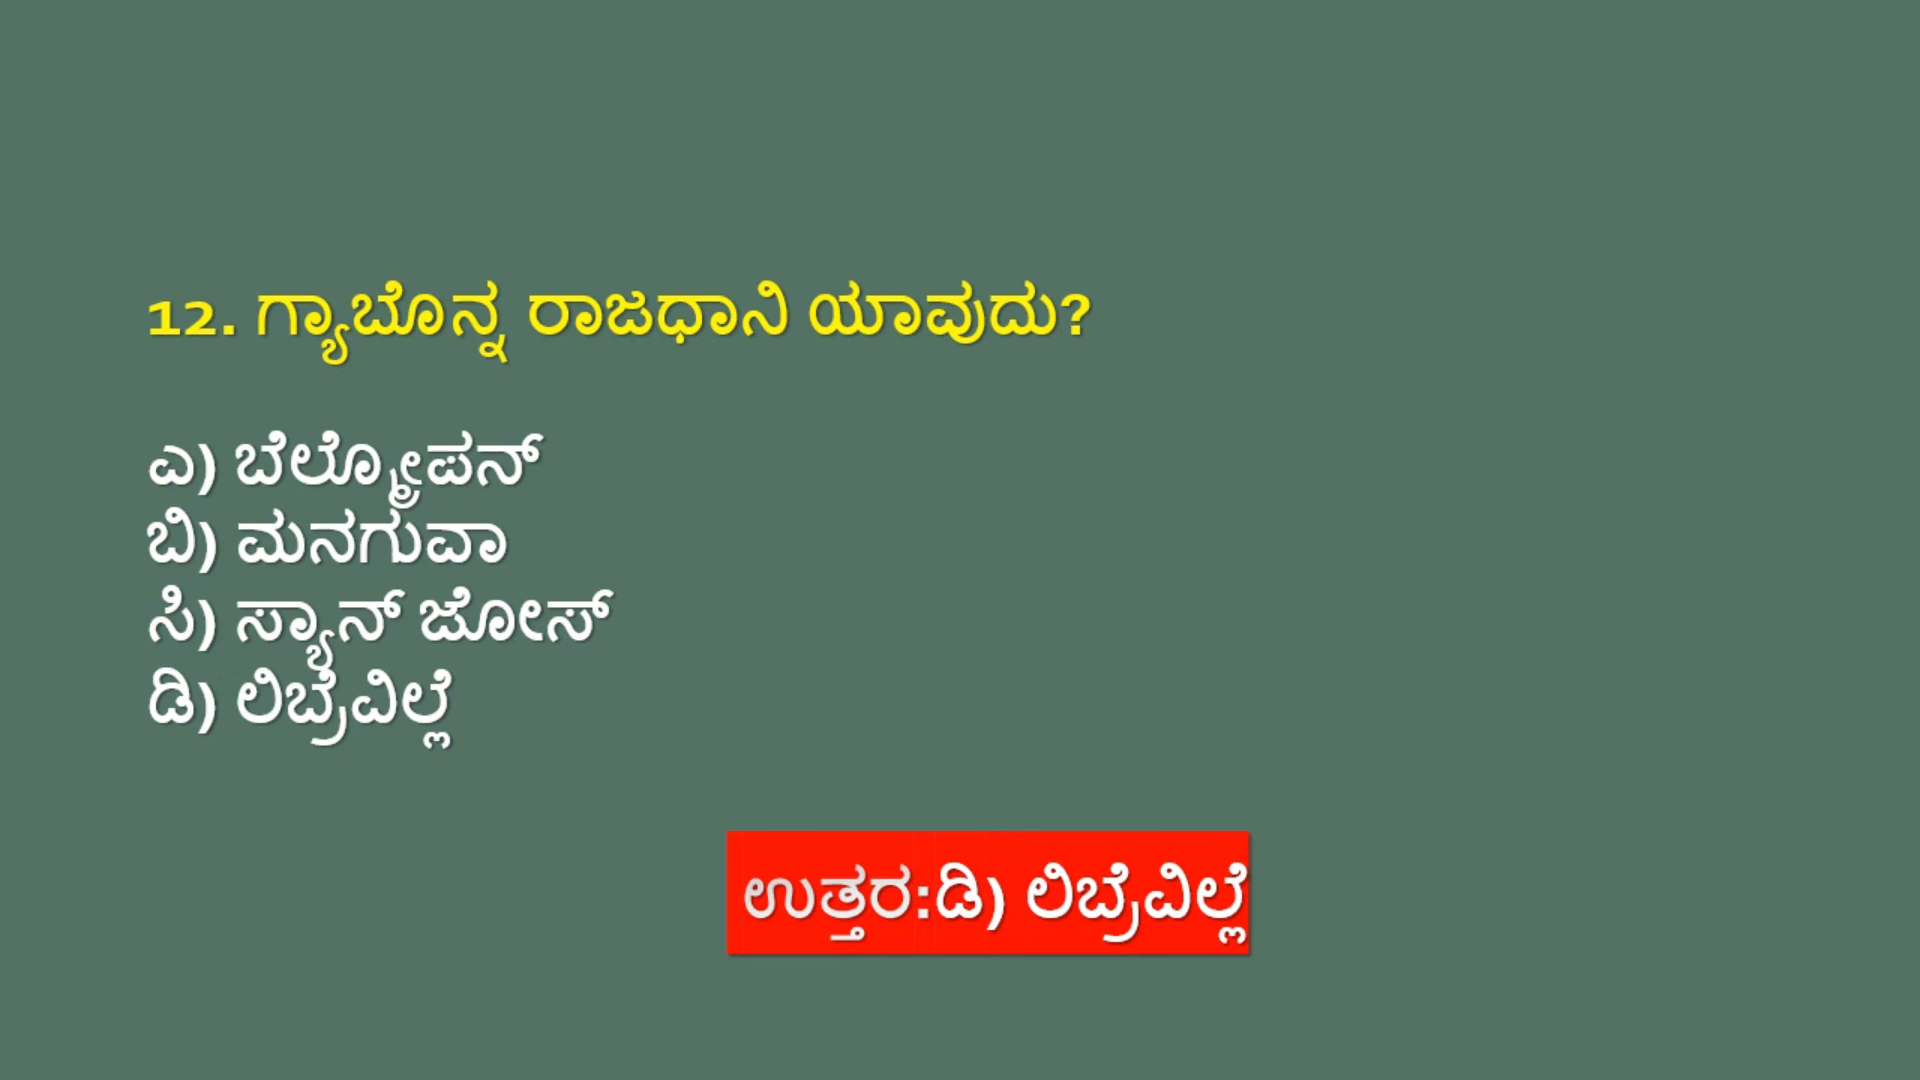 12. ಗ್ಯಾಬೊನ್ನ ರಾಜಧಾನಿ ಯಾವುದು?
ಎ) ಬೆಲ್ಮೋಪನ್
ಬಿ) ಮನಗುವಾ
ಸಿ) ಸ್ಯಾನ್ ಜೋಸ್
ಡಿ) ಲಿಬ್ರೆವಿಲ್ಲೆ
ಉತ್ತರ:ಡಿ) ಲಿಬ್ರೆವಿಲ್ಲೆ